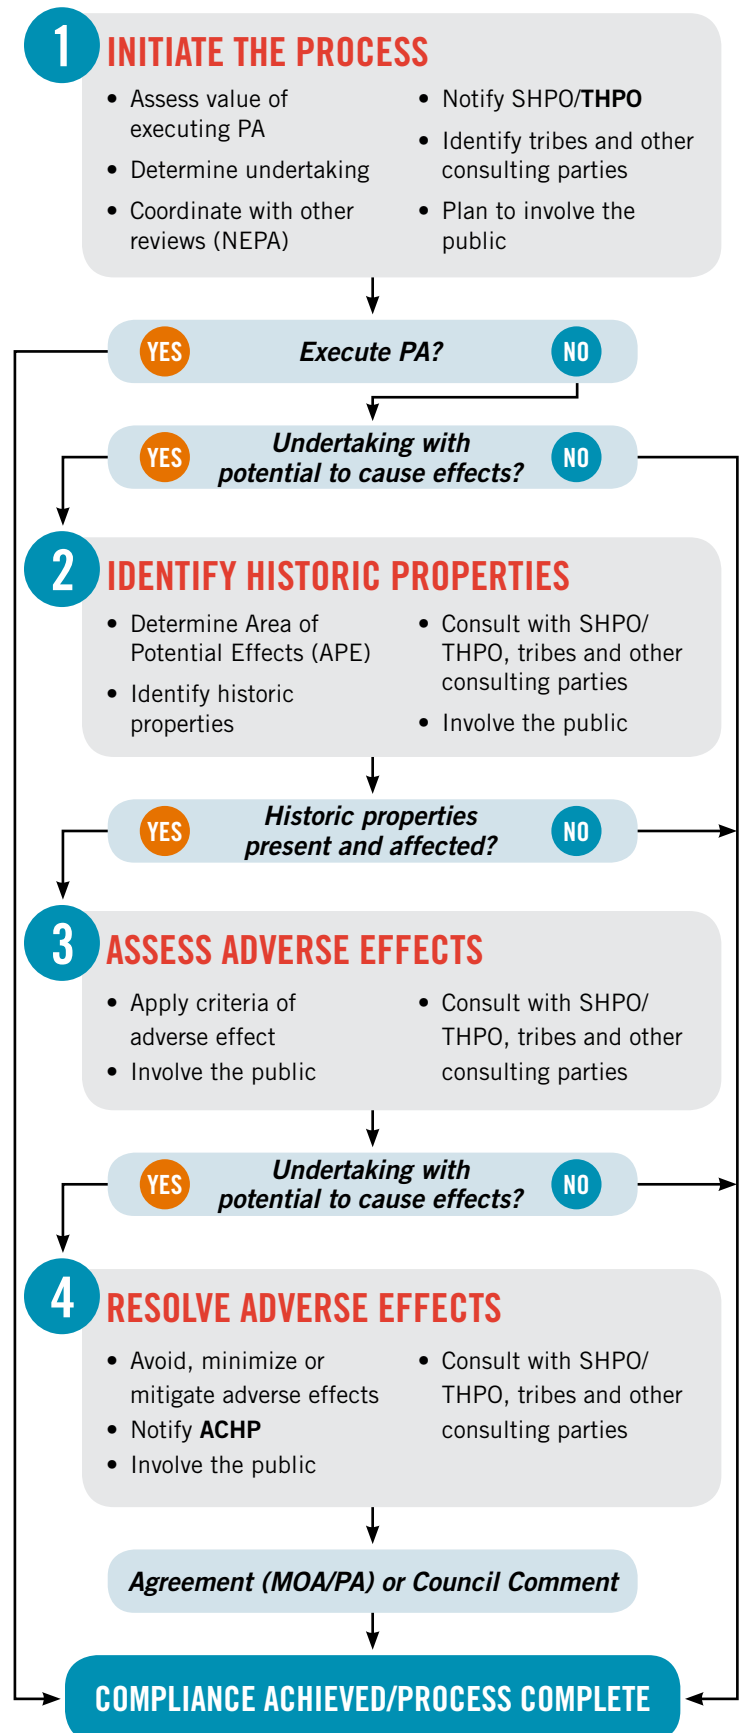 1
INITIATE THE PROCESS
• Assess value of
executing PA
• Determine undertaking
• Coordinate with other
reviews (NEPA)
• Notify SHPO/THPO
• Identify tribes and other
consulting parties
• Plan to involve the
public
YES
Execute PA?
NO
YES
Undertaking with
potential to cause effects?
NO
2
IDENTIFY HISTORIC PROPERTIES
• Determine Area of
Potential Effects (APE)
• Identify historic
properties
• Consult with SHPO/
THPO, tribes and other
consulting parties
• Involve the public
YES
Historic properties
present and affected?
NO
3
ASSESS ADVERSE EFFECTS
• Apply criteria of
adverse effect
• Involve the public
• Consult with SHPO/
THPO, tribes and other
consulting parties
YES
Undertaking with
potential to cause effects?
NO
4
RESOLVE ADVERSE EFFECTS
• Avoid, minimize or
mitigate adverse effects
• Notify ACHP
• Involve the public
• Consult with SHPO/
THPO, tribes and other
consulting parties
Agreement (MOA/PA) or Council Comment
COMPLIANCE ACHIEVED/PROCESS COMPLETE